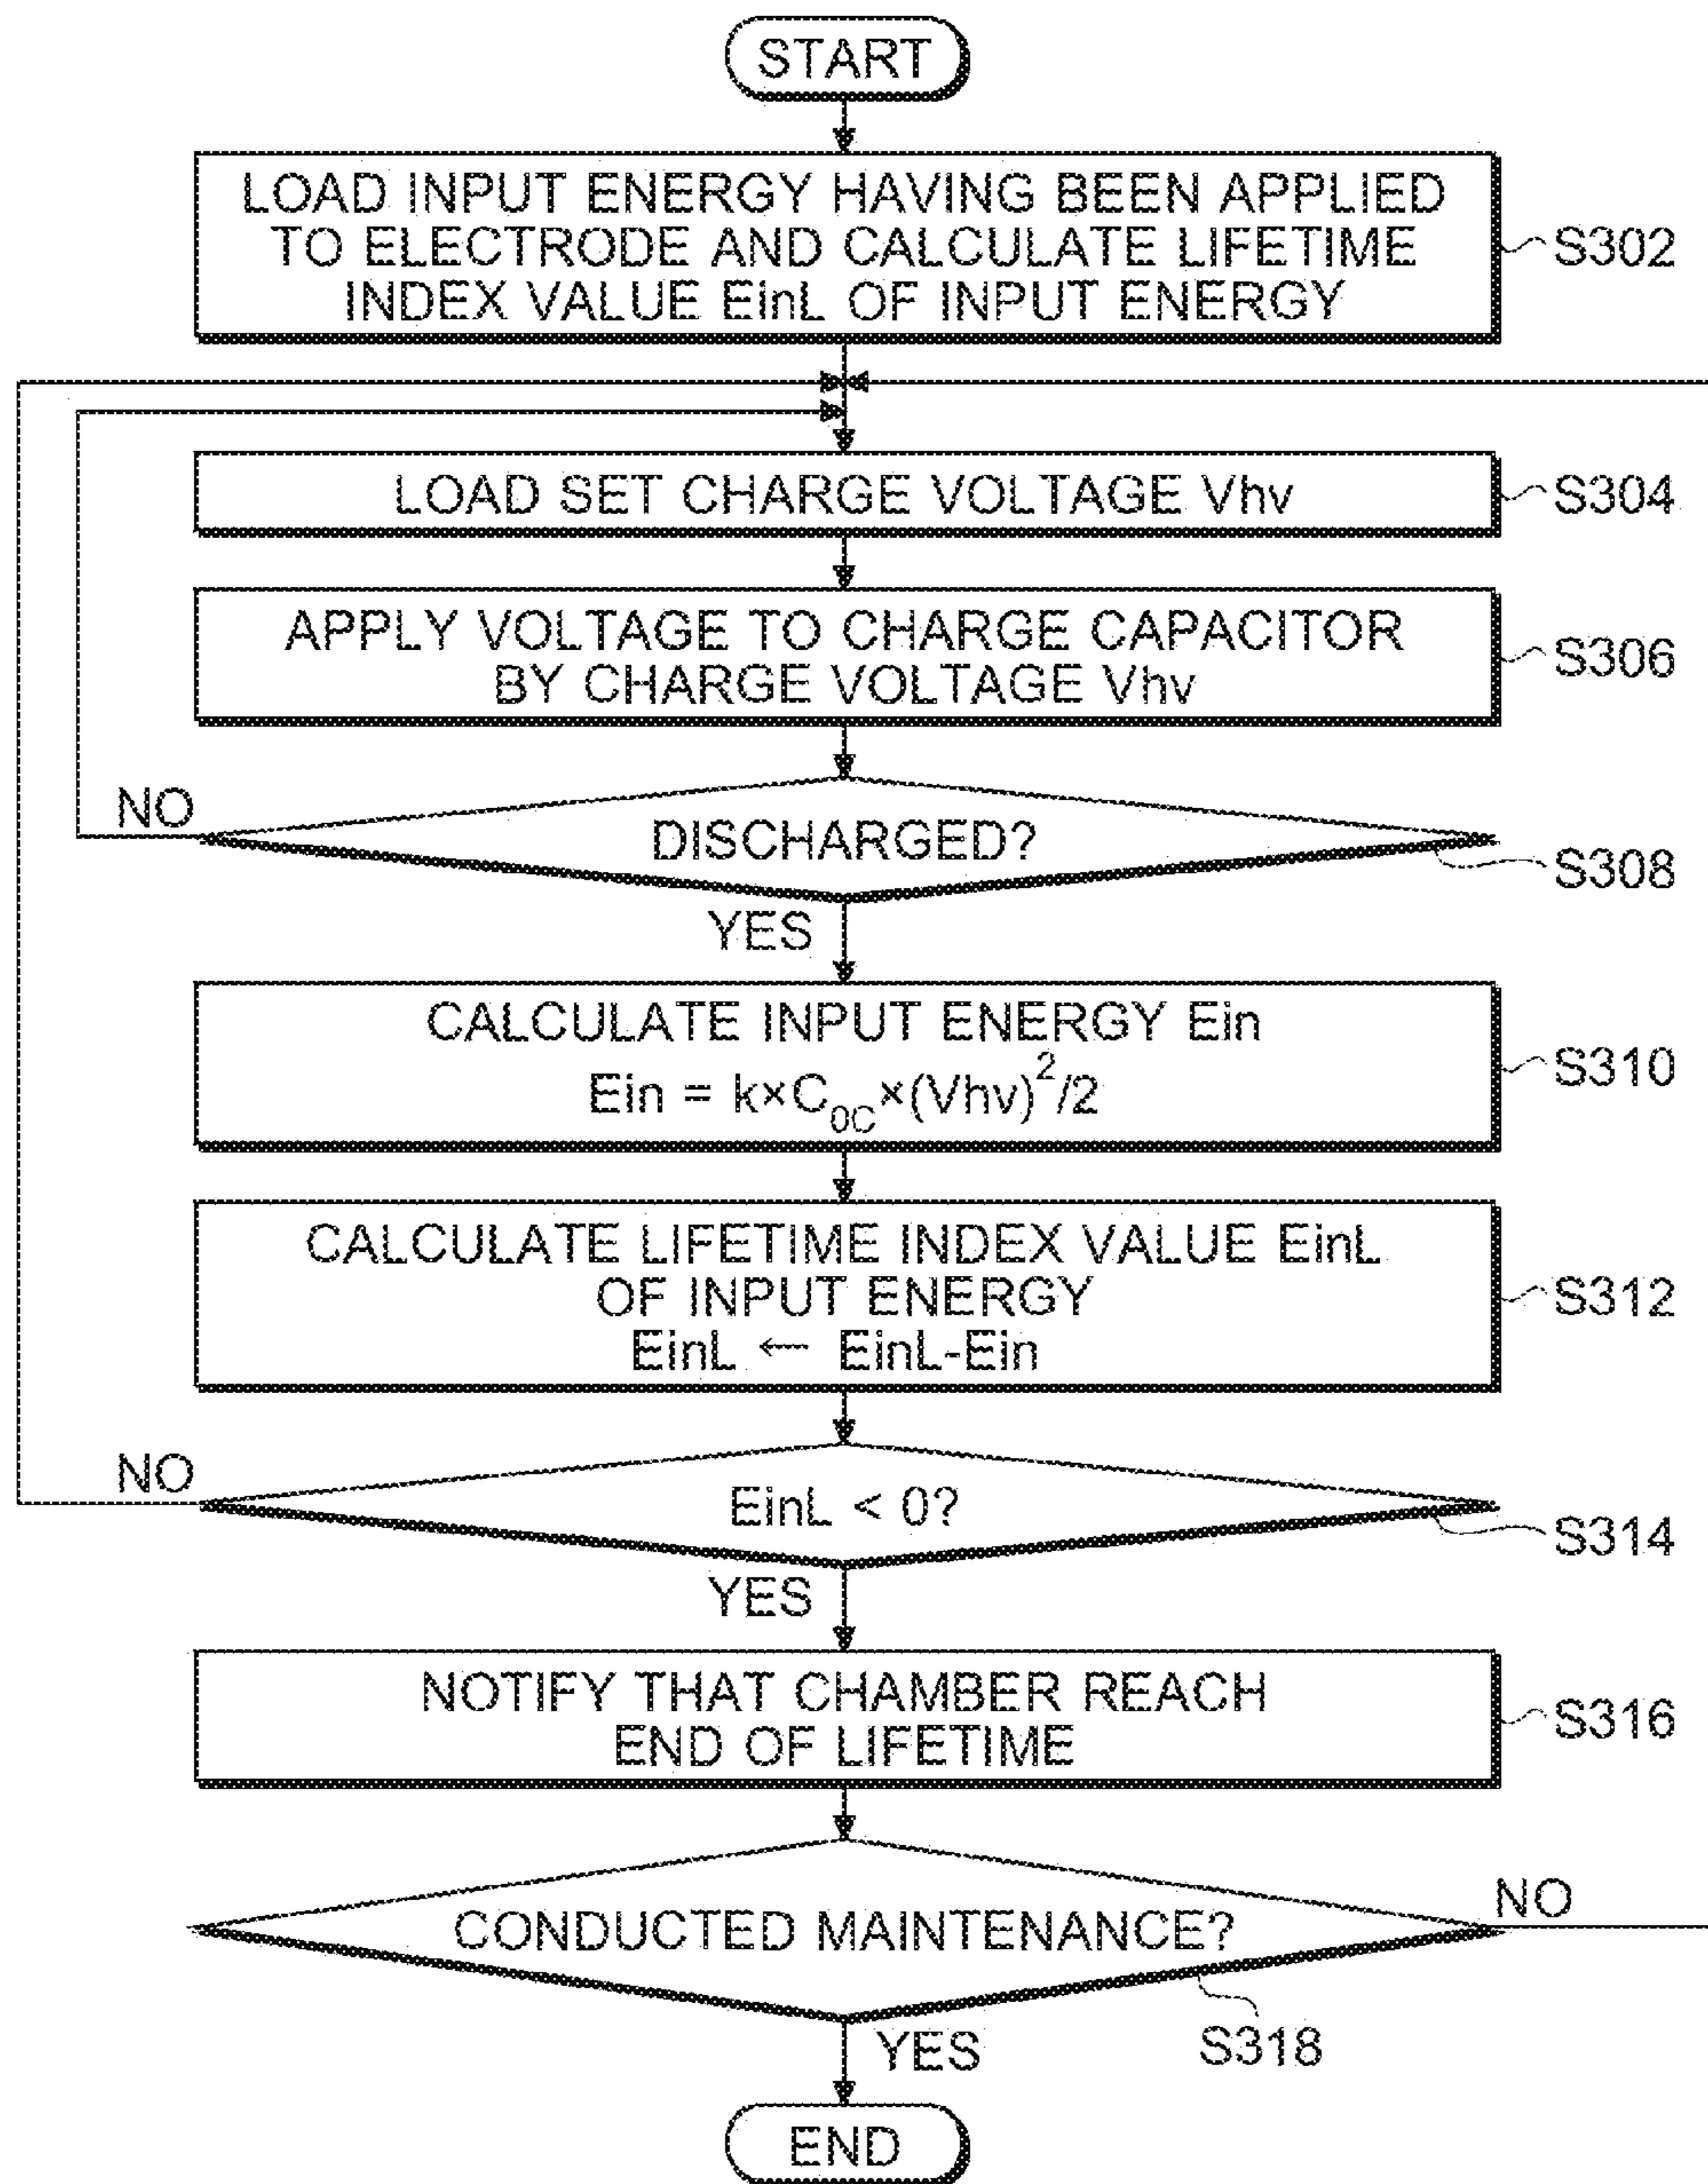 START
LOAD INPUT ENERGY HAVING BEEN APPLIED
TO ELECTRODE AND CALCULATE LIFETIME
INDEX VALUE EinL OF INPUT ENERGY
S302
LOAD SET CHARGE VOLTAGE Vhv
S304
APPLY VOLTAGE TO CHARGE CAPACITOR
BY CHARGE VOLTAGE Vhv
S306
NO
DISCHARGED?
S308
YES
CALCULATE INPUT ENERGY Ein
Ein = k×C₀C×(Vhv)²/2
S310
CALCULATE LIFETIME INDEX VALUE EinL
OF INPUT ENERGY
EinL ← EinL-Ein
S312
NO
EinL < 0?
S314
YES
NOTIFY THAT CHAMBER REACH
END OF LIFETIME
S316
CONDUCTED MAINTENANCE?
NO
S318
YES
END